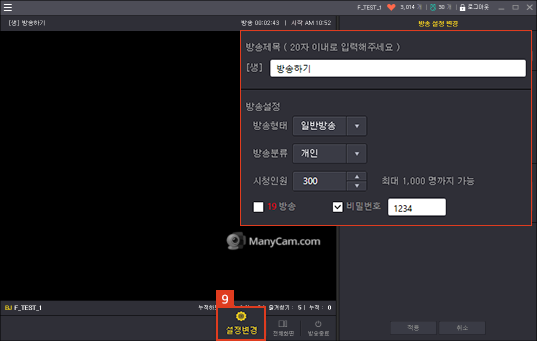 F_TEST_1 5,014 개 50 개 로그아웃
[생] 방송하기 방송 00:02:43 시작 AM 10:52
방송 설정 변경
방송제목 ( 20자 이내로 입력해주세요 )
[생] 방송하기
방송설정
방송형태 일반방송
방송분류 개인
시청인원 300 최대 1,000 명까지 가능
19 방송 비밀번호 1234
ManyCam.com
BJ F_TEST_1 즐겨찾기 : 5 누적 : 0
9
설정변경 전체화면 방송종료
적용 취소